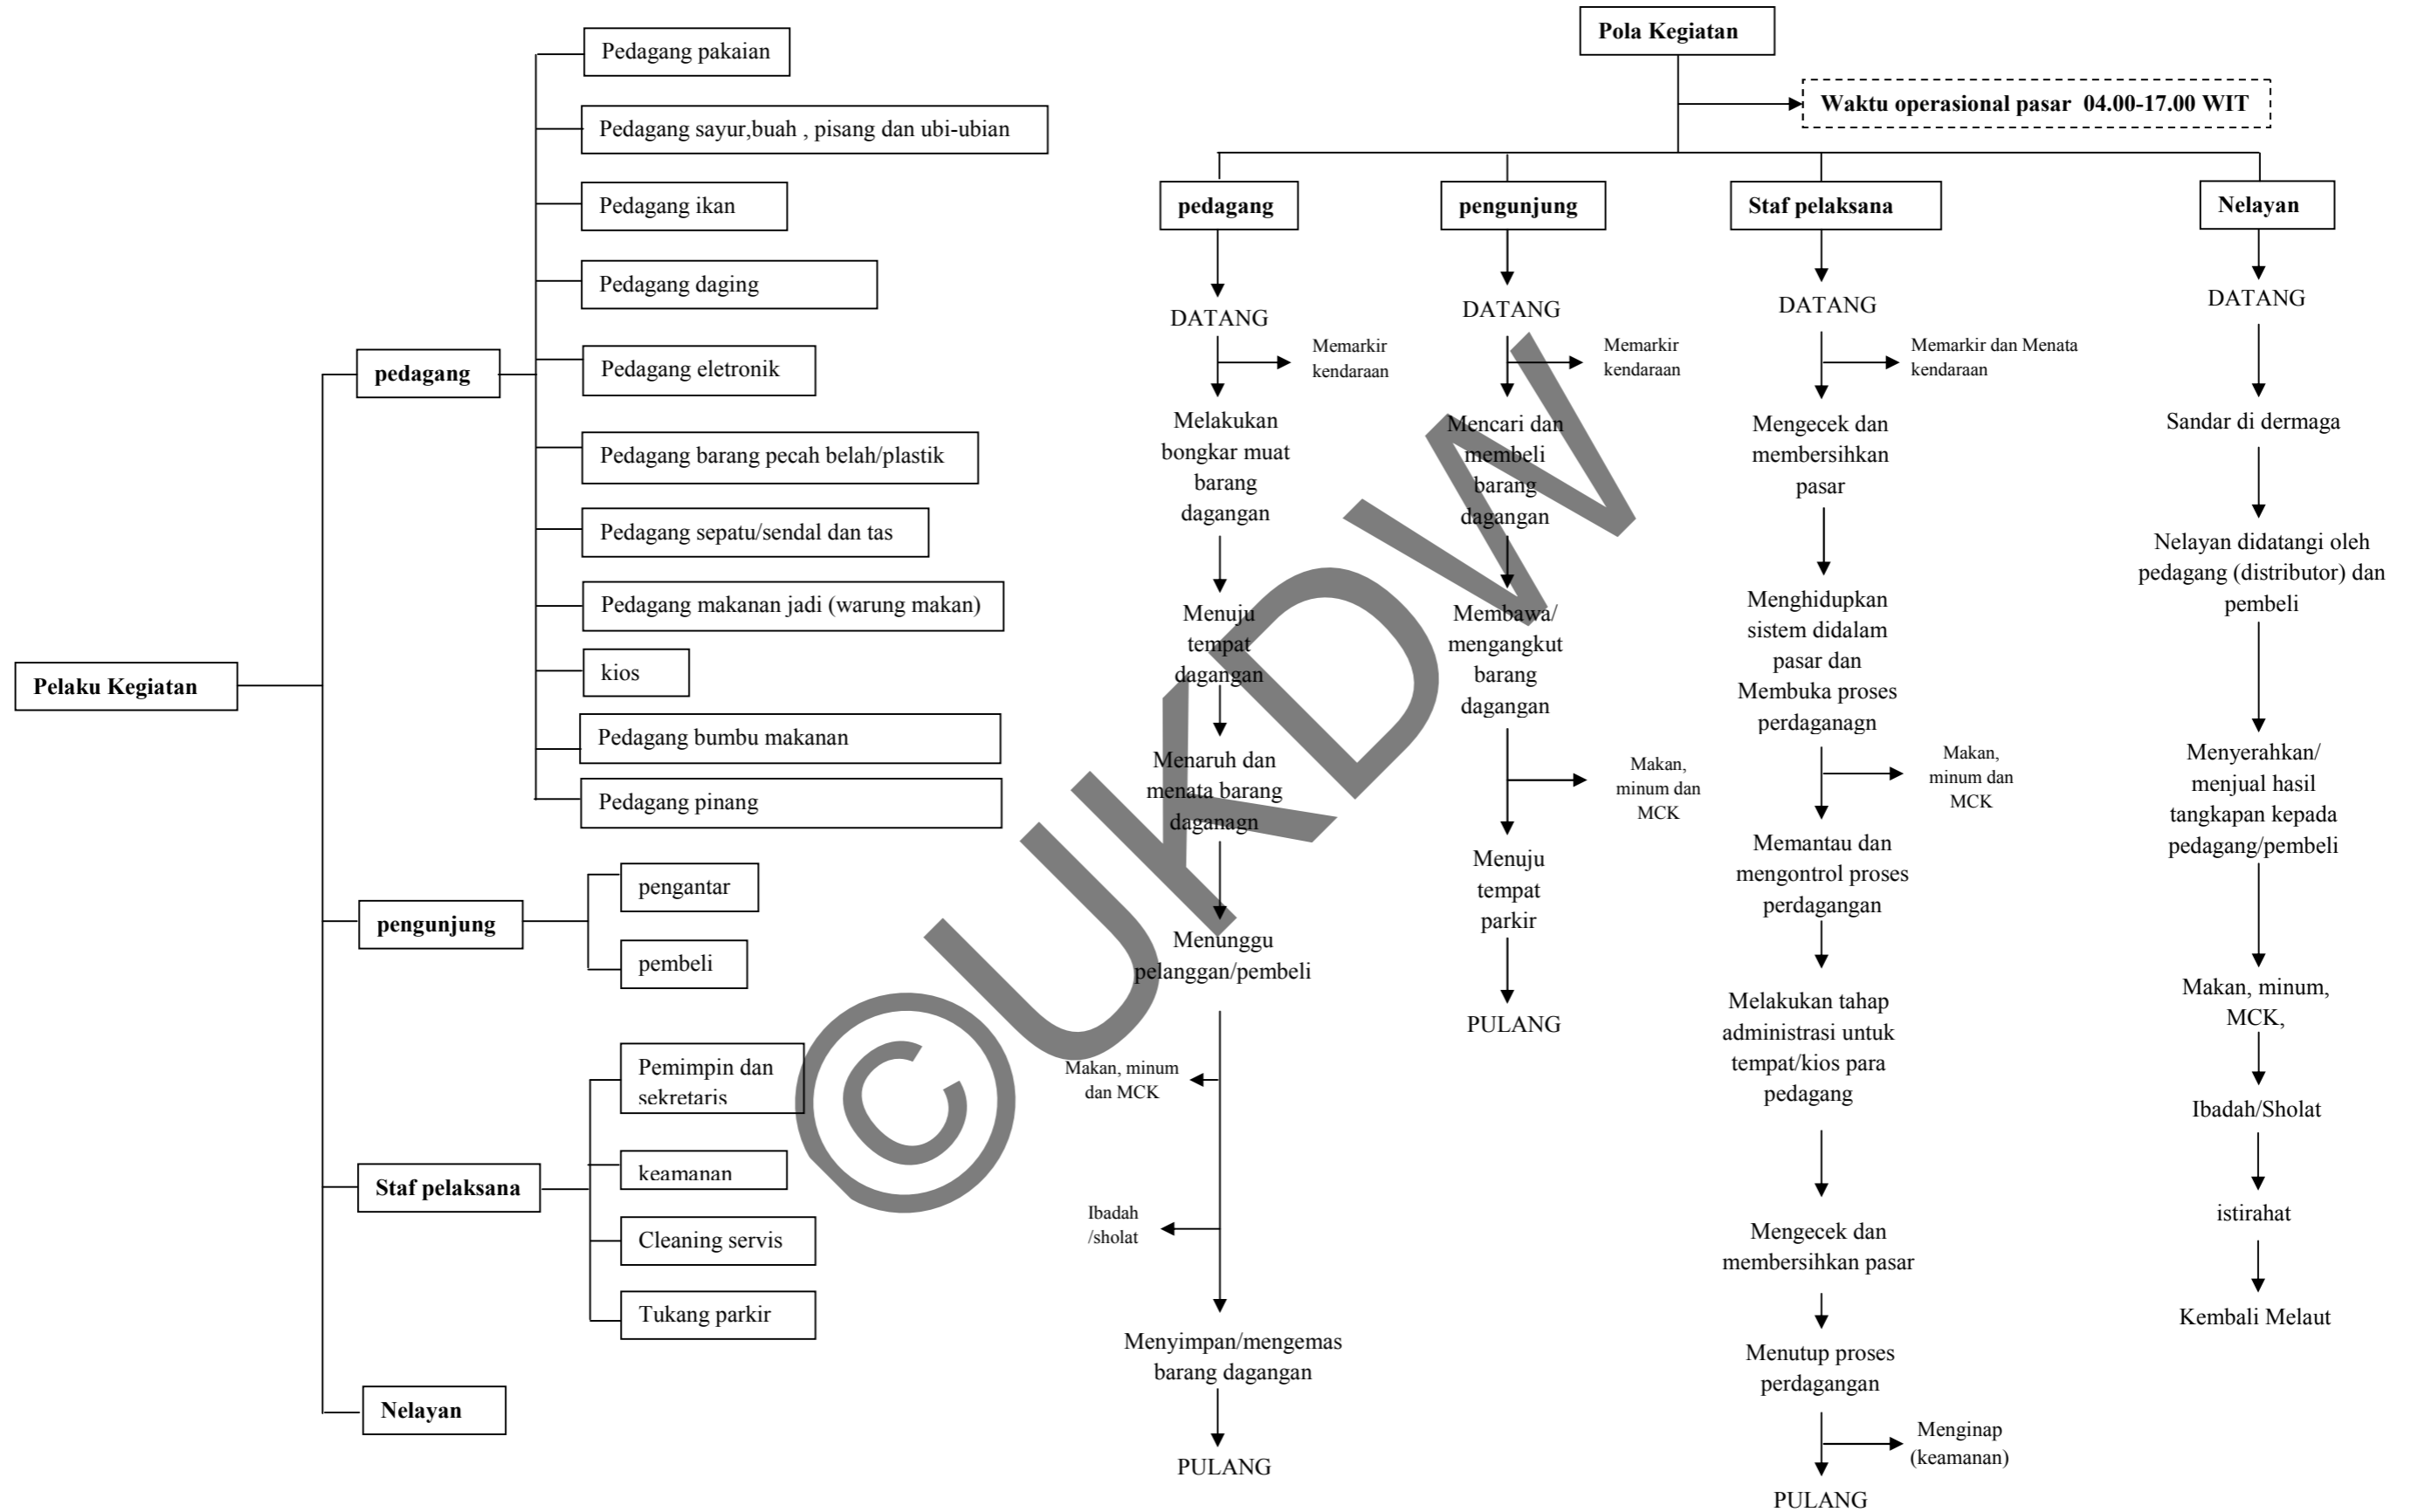 Pelaku Kegiatan
pedagang
Pedagang pakaian
Pedagang sayur,buah , pisang dan ubi-ubian
Pedagang ikan
Pedagang daging
Pedagang eletronik
Pedagang barang pecah belah/plastik
Pedagang sepatu/sendal dan tas
Pedagang makanan jadi (warung makan)
kios
Pedagang bumbu makanan
Pedagang pinang
pengunjung
pengantar
pembeli
Staf pelaksana
Pemimpin dan
sekretaris
keamanan
Cleaning servis
Tukang parkir
Nelayan
Pola Kegiatan
Waktu operasional pasar 04.00-17.00 WIT
pedagang
DATANG
Memarkir
kendaraan
Melakukan
bongkar muat
barang
dagangan
Menuju
tempat
dagangan
Menaruh dan
menata barang
daganagn
Menunggu
pelanggan/pembeli
Makan, minum
dan MCK
Ibadah
/sholat
Menyimpan/mengemas
barang dagangan
PULANG
pengunjung
DATANG
Memarkir
kendaraan
Mencari dan
membeli
barang
dagangan
Membawa/
mengangkut
barang
dagangan
Makan,
minum dan
MCK
Menuju
tempat
parkir
PULANG
Staf pelaksana
DATANG
Memarkir dan Menata
kendaraan
Mengecek dan
membersihkan
pasar
Menghidupkan
sistem didalam
pasar dan
Membuka proses
perdaganagn
Makan,
minum dan
MCK
Memantau dan
mengontrol proses
perdagangan
Melakukan tahap
administrasi untuk
tempat/kios para
pedagang
Mengecek dan
membersihkan pasar
Menutup proses
perdagangan
Menginap
(keamanan)
PULANG
Nelayan
DATANG
Sandar di dermaga
Nelayan didatangi oleh
pedagang (distributor) dan
pembeli
Menyerahkan/
menjual hasil
tangkapan kepada
pedagang/pembeli
Makan, minum,
MCK,
Ibadah/Sholat
istirahat
Kembali Melaut
©UKDW